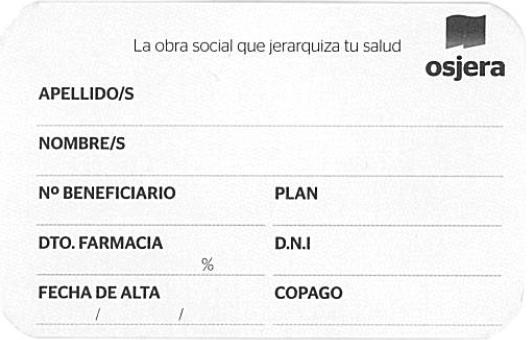 La obra social que jerarquiza tu salud
osjera
APELLIDO/S
NOMBRE/S
Nº BENEFICIARIO PLAN
DTO. FARMACIA D.N.I
%
FECHA DE ALTA COPAGO
/ /